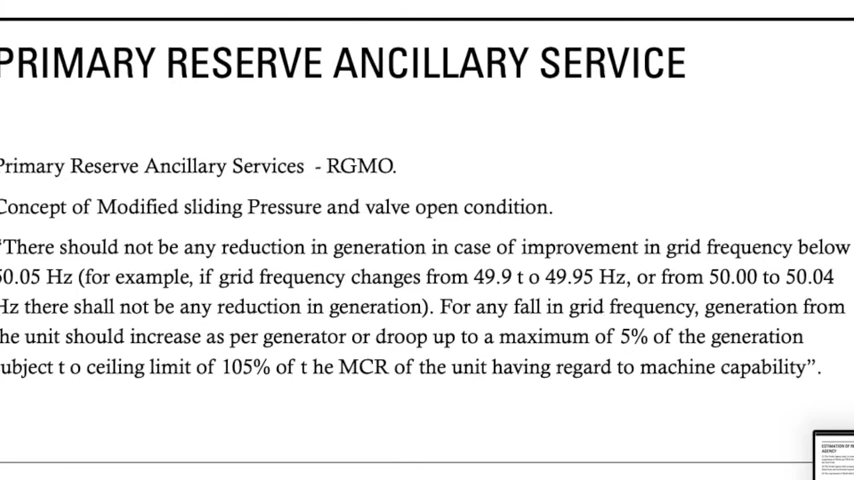 PRIMARY RESERVE ANCILLARY SERVICE
Primary Reserve Ancillary Services - RGMO.
Concept of Modified sliding Pressure and valve open condition.
“There should not be any reduction in generation in case of improvement in grid frequency below
50.05 Hz (for example, if grid frequency changes from 49.9 t o 49.95 Hz, or from 50.00 to 50.04
Hz there shall not be any reduction in generation). For any fall in grid frequency, generation from
the unit should increase as per generator or droop up to a maximum of 5% of the generation
subject t o ceiling limit of 105% of t he MCR of the unit having regard to machine capability”.